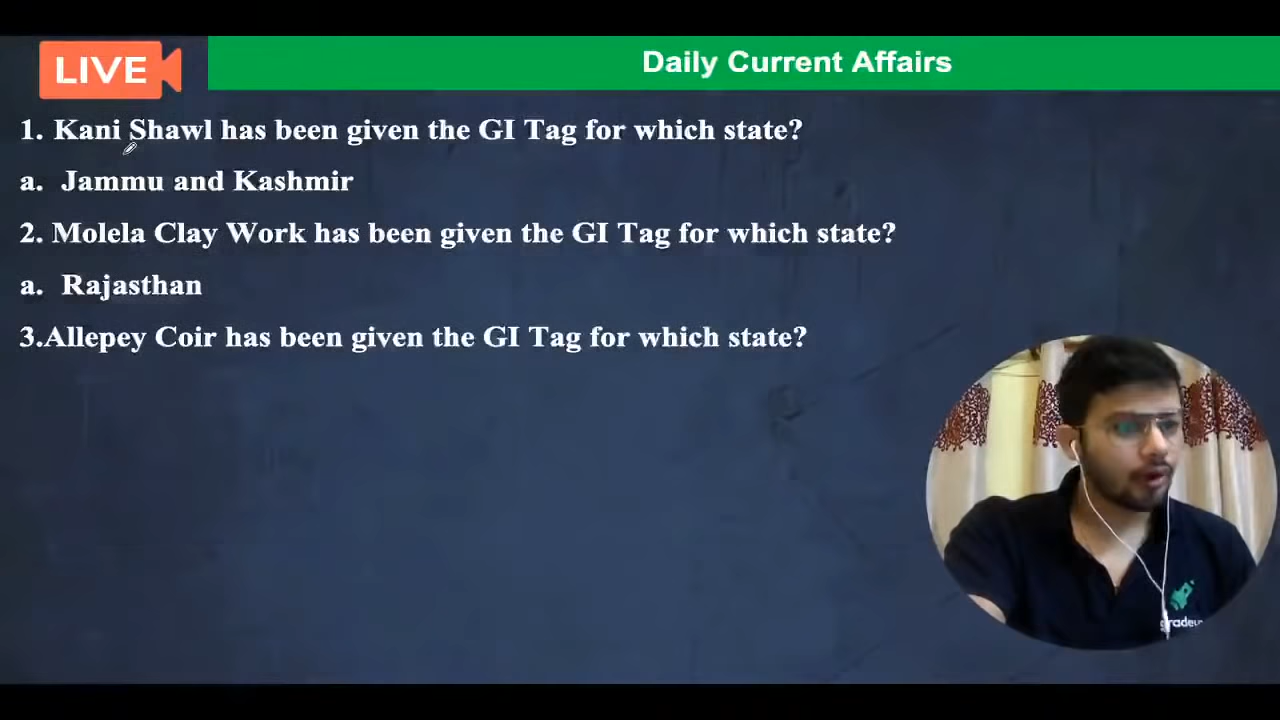 LIVE
Daily Current Affairs
1. Kani Shawl has been given the GI Tag for which state?
a. Jammu and Kashmir
2. Molela Clay Work has been given the GI Tag for which state?
a. Rajasthan
3.Allepey Coir has been given the GI Tag for which state?